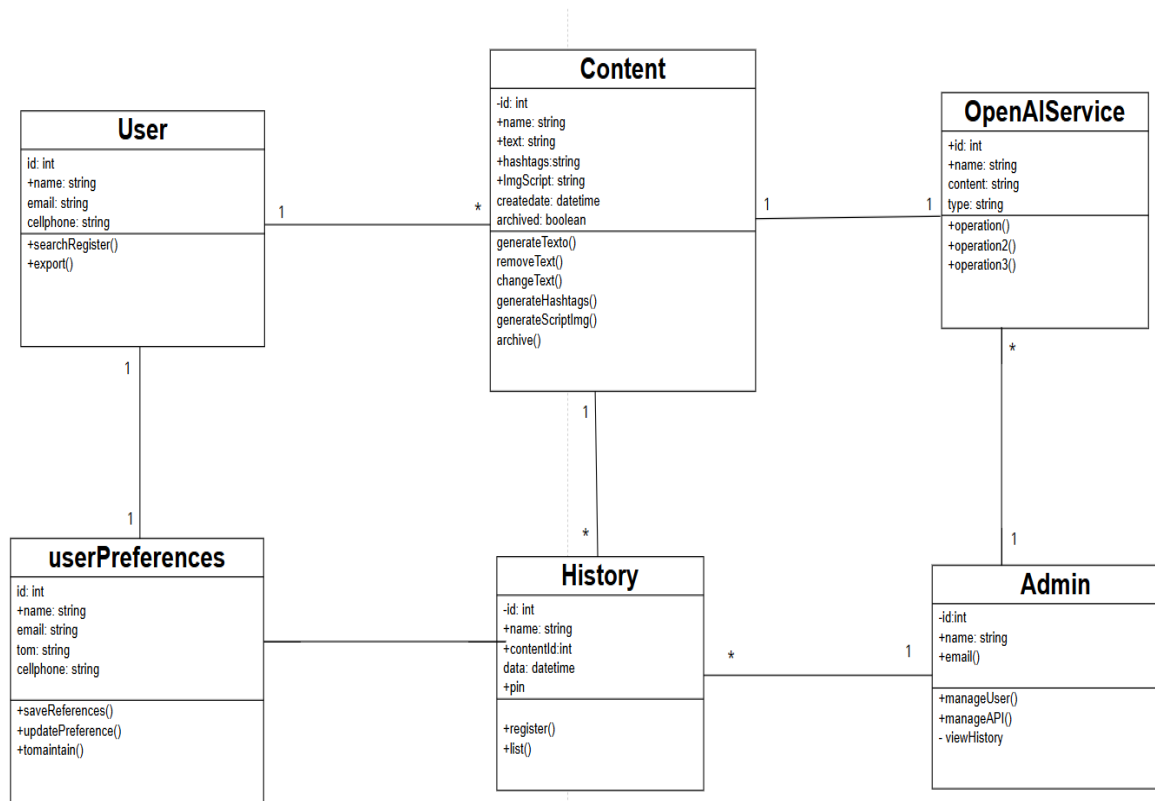 Content
-id: int
+name: string
+text: string
+hashtags:string
+ImgScript: string
createdate: datetime
archived: boolean
generateTexto()
removeText()
changeText()
generateHashtags()
generateScriptImg()
archive()
User
id: int
+name: string
email: string
cellphone: string
+searchRegister()
+export()
OpenAIService
+id: int
+name: string
content: string
type: string
+operation()
+operation2()
+operation3()
1
*
1
1
1
1
1
*
*
1
userPreferences
id: int
+name: string
email: string
tom: string
cellphone: string
+saveReferences()
+updatePreference()
+tomaintain()
History
-id: int
+name: string
+contentId:int
data: datetime
+pin
+register()
+list()
*
1
Admin
-id:int
+name: string
+email()
+manageUser()
+manageAPI()
- viewHistory